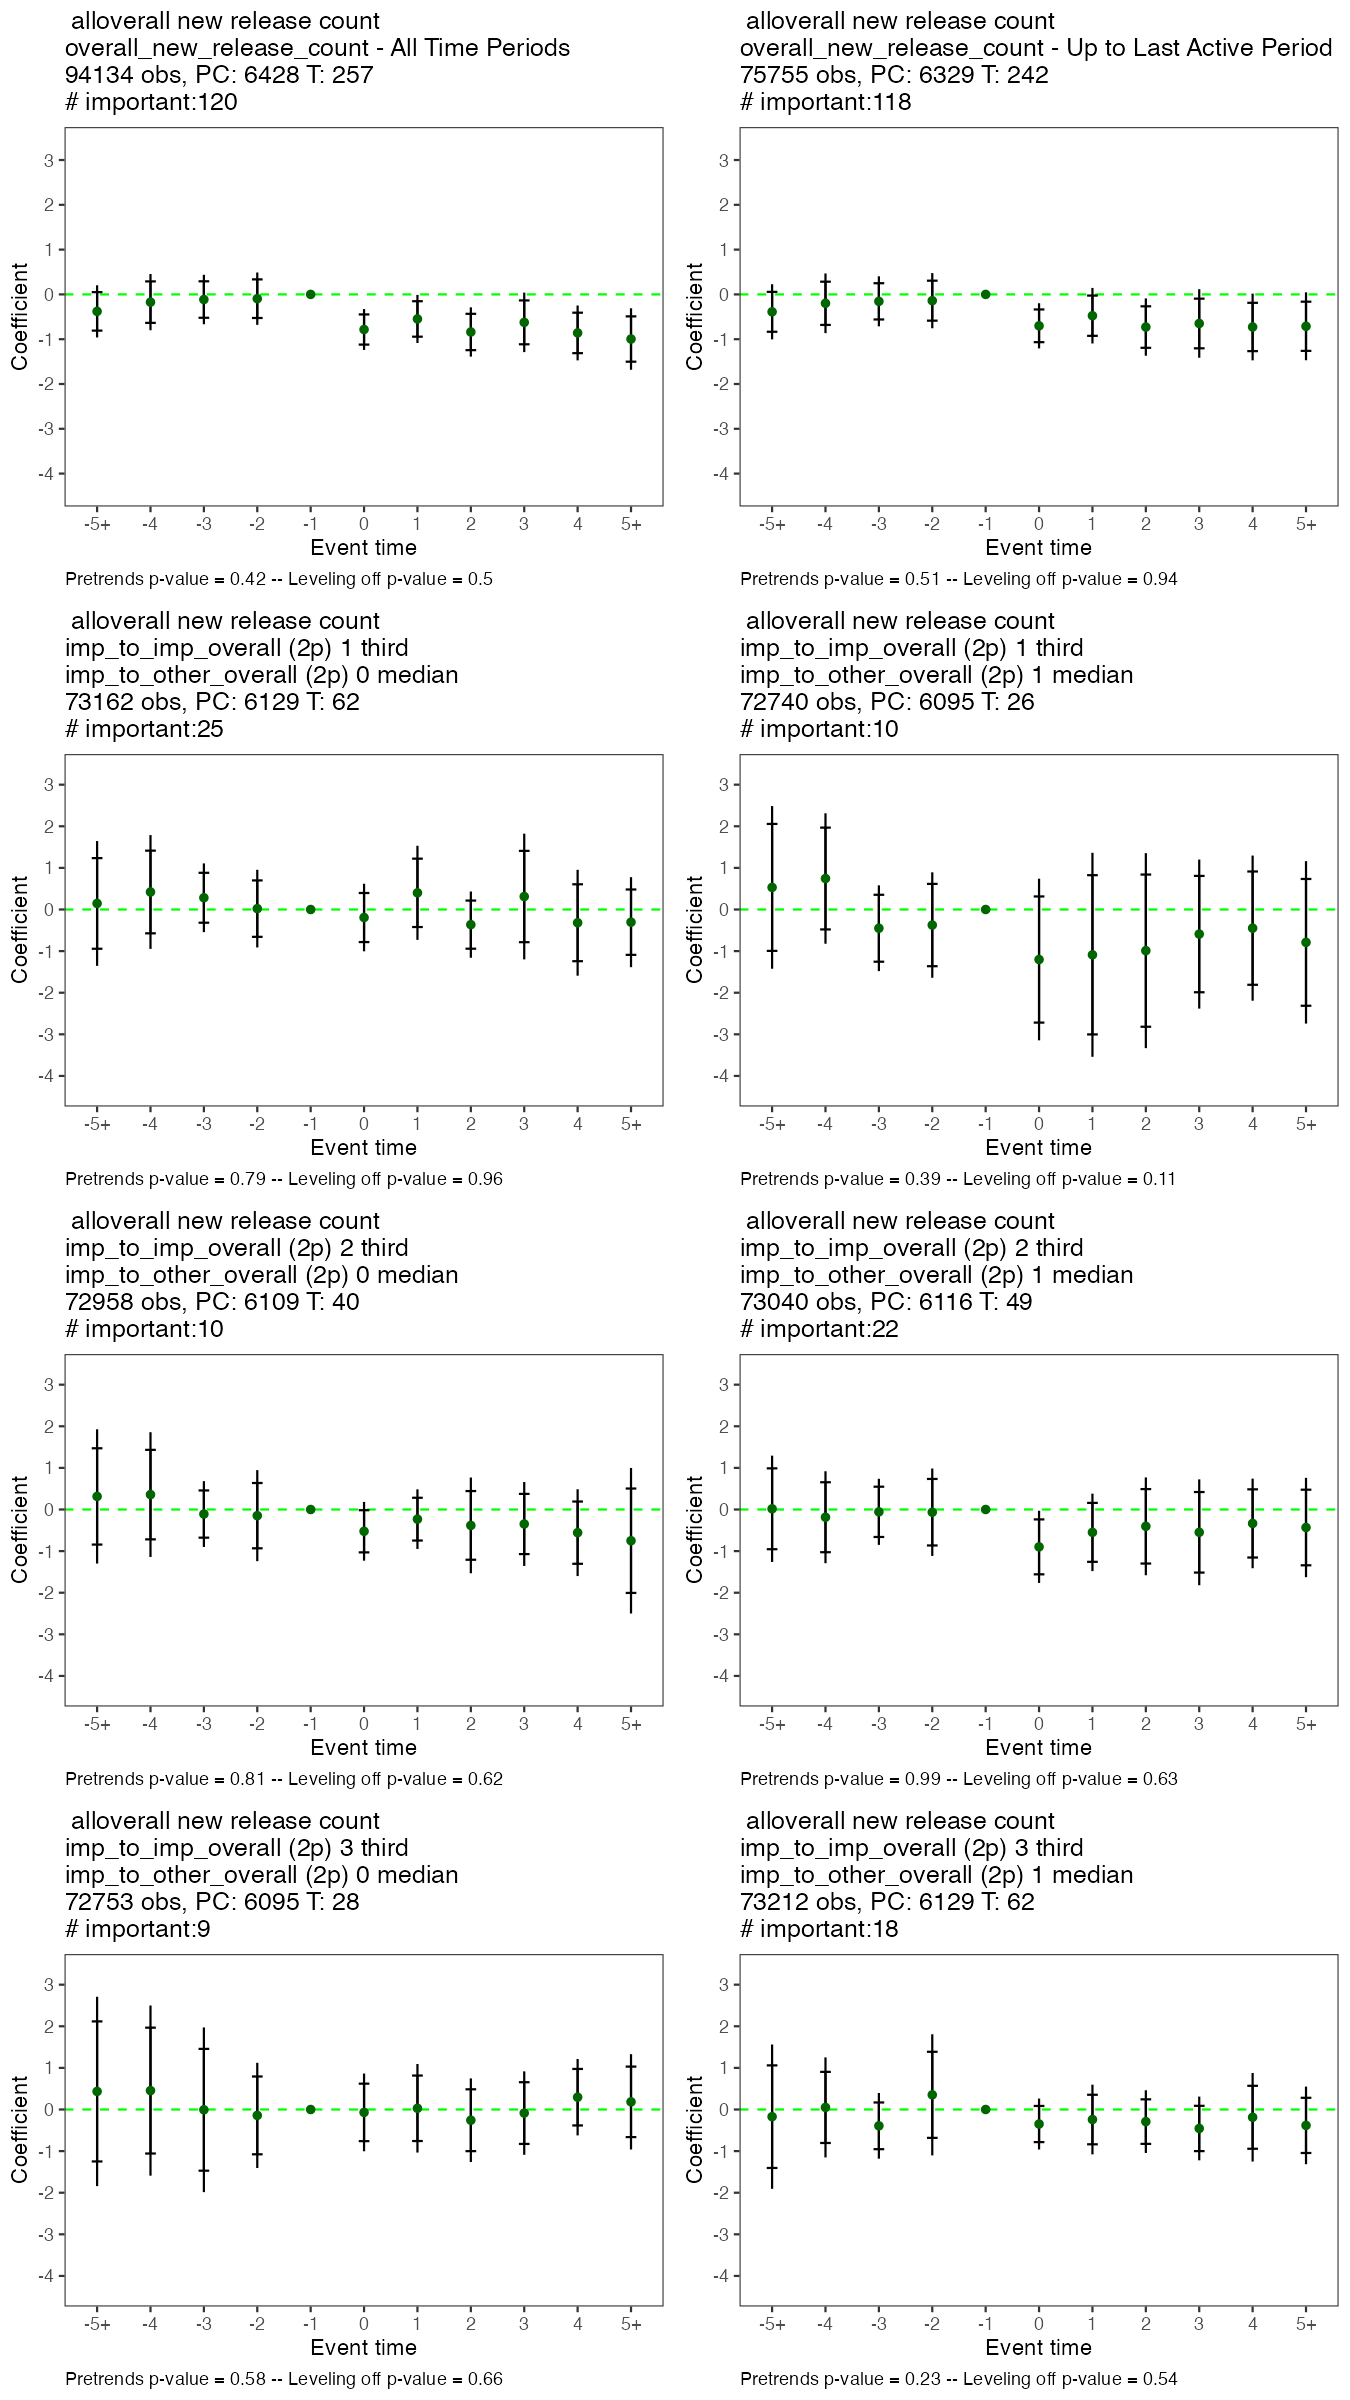 alloverall new release count
overall_new_release_count - All Time Periods
94134 obs, PC: 6428 T: 257
# important:120
3
2
1
0
-1
-2
-3
-4
Coefficient
-5+ -4 -3 -2 -1 0 1 2 3 4 5+
Event time
Pretrends p-value = 0.42 -- Leveling off p-value = 0.5
alloverall new release count
overall_new_release_count - Up to Last Active Period
75755 obs, PC: 6329 T: 242
# important:118
3
2
1
0
-1
-2
-3
-4
Coefficient
-5+ -4 -3 -2 -1 0 1 2 3 4 5+
Event time
Pretrends p-value = 0.51 -- Leveling off p-value = 0.94
alloverall new release count
imp_to_imp_overall (2p) 1 third
imp_to_other_overall (2p) 0 median
73162 obs, PC: 6129 T: 62
# important:25
3
2
1
0
-1
-2
-3
-4
Coefficient
-5+ -4 -3 -2 -1 0 1 2 3 4 5+
Event time
Pretrends p-value = 0.79 -- Leveling off p-value = 0.96
alloverall new release count
imp_to_imp_overall (2p) 1 third
imp_to_other_overall (2p) 1 median
72740 obs, PC: 6095 T: 26
# important:10
3
2
1
0
-1
-2
-3
-4
Coefficient
-5+ -4 -3 -2 -1 0 1 2 3 4 5+
Event time
Pretrends p-value = 0.39 -- Leveling off p-value = 0.11
alloverall new release count
imp_to_imp_overall (2p) 2 third
imp_to_other_overall (2p) 0 median
72958 obs, PC: 6109 T: 40
# important:10
3
2
1
0
-1
-2
-3
-4
Coefficient
-5+ -4 -3 -2 -1 0 1 2 3 4 5+
Event time
Pretrends p-value = 0.81 -- Leveling off p-value = 0.62
alloverall new release count
imp_to_imp_overall (2p) 2 third
imp_to_other_overall (2p) 1 median
73040 obs, PC: 6116 T: 49
# important:22
3
2
1
0
-1
-2
-3
-4
Coefficient
-5+ -4 -3 -2 -1 0 1 2 3 4 5+
Event time
Pretrends p-value = 0.99 -- Leveling off p-value = 0.63
alloverall new release count
imp_to_imp_overall (2p) 3 third
imp_to_other_overall (2p) 0 median
72753 obs, PC: 6095 T: 28
# important:9
3
2
1
0
-1
-2
-3
-4
Coefficient
-5+ -4 -3 -2 -1 0 1 2 3 4 5+
Event time
Pretrends p-value = 0.58 -- Leveling off p-value = 0.66
alloverall new release count
imp_to_imp_overall (2p) 3 third
imp_to_other_overall (2p) 1 median
73212 obs, PC: 6129 T: 62
# important:18
3
2
1
0
-1
-2
-3
-4
Coefficient
-5+ -4 -3 -2 -1 0 1 2 3 4 5+
Event time
Pretrends p-value = 0.23 -- Leveling off p-value = 0.54